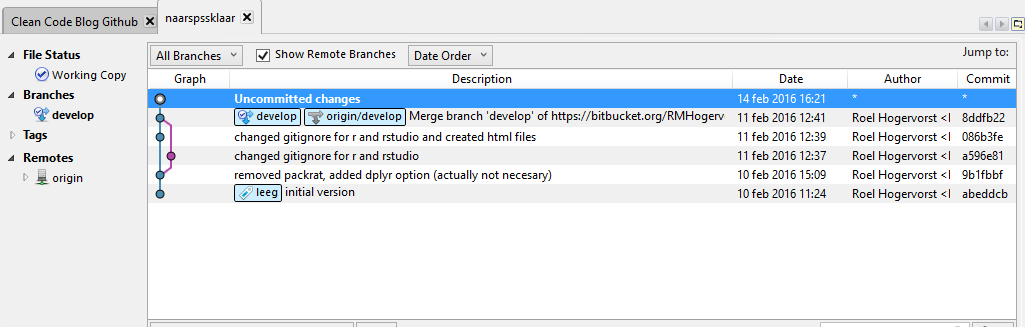 Clean Code Blog Github
naarspssklaar
File Status
Working Copy
Branches
develop
Tags
Remotes
origin
All Branches
Show Remote Branches
Date Order
Jump to:
Graph Description Date Author Commit
Uncommitted changes 14 feb 2016 16:21 * *
develop origin/develop Merge branch 'develop' of https://bitbucket.org/RMHogerv 11 feb 2016 12:41 Roel Hogervorst <l 8ddfb22
changed gitignore for r and rstudio and created html files 11 feb 2016 12:39 Roel Hogervorst <l 086b3fe
changed gitignore for r and rstudio 11 feb 2016 12:37 Roel Hogervorst <l a596e81
removed packrat, added dplyr option (actually not necesary) 10 feb 2016 15:09 Roel Hogervorst <l 9b1fbbf
leeg initial version 10 feb 2016 11:24 Roel Hogervorst <l abeddcb